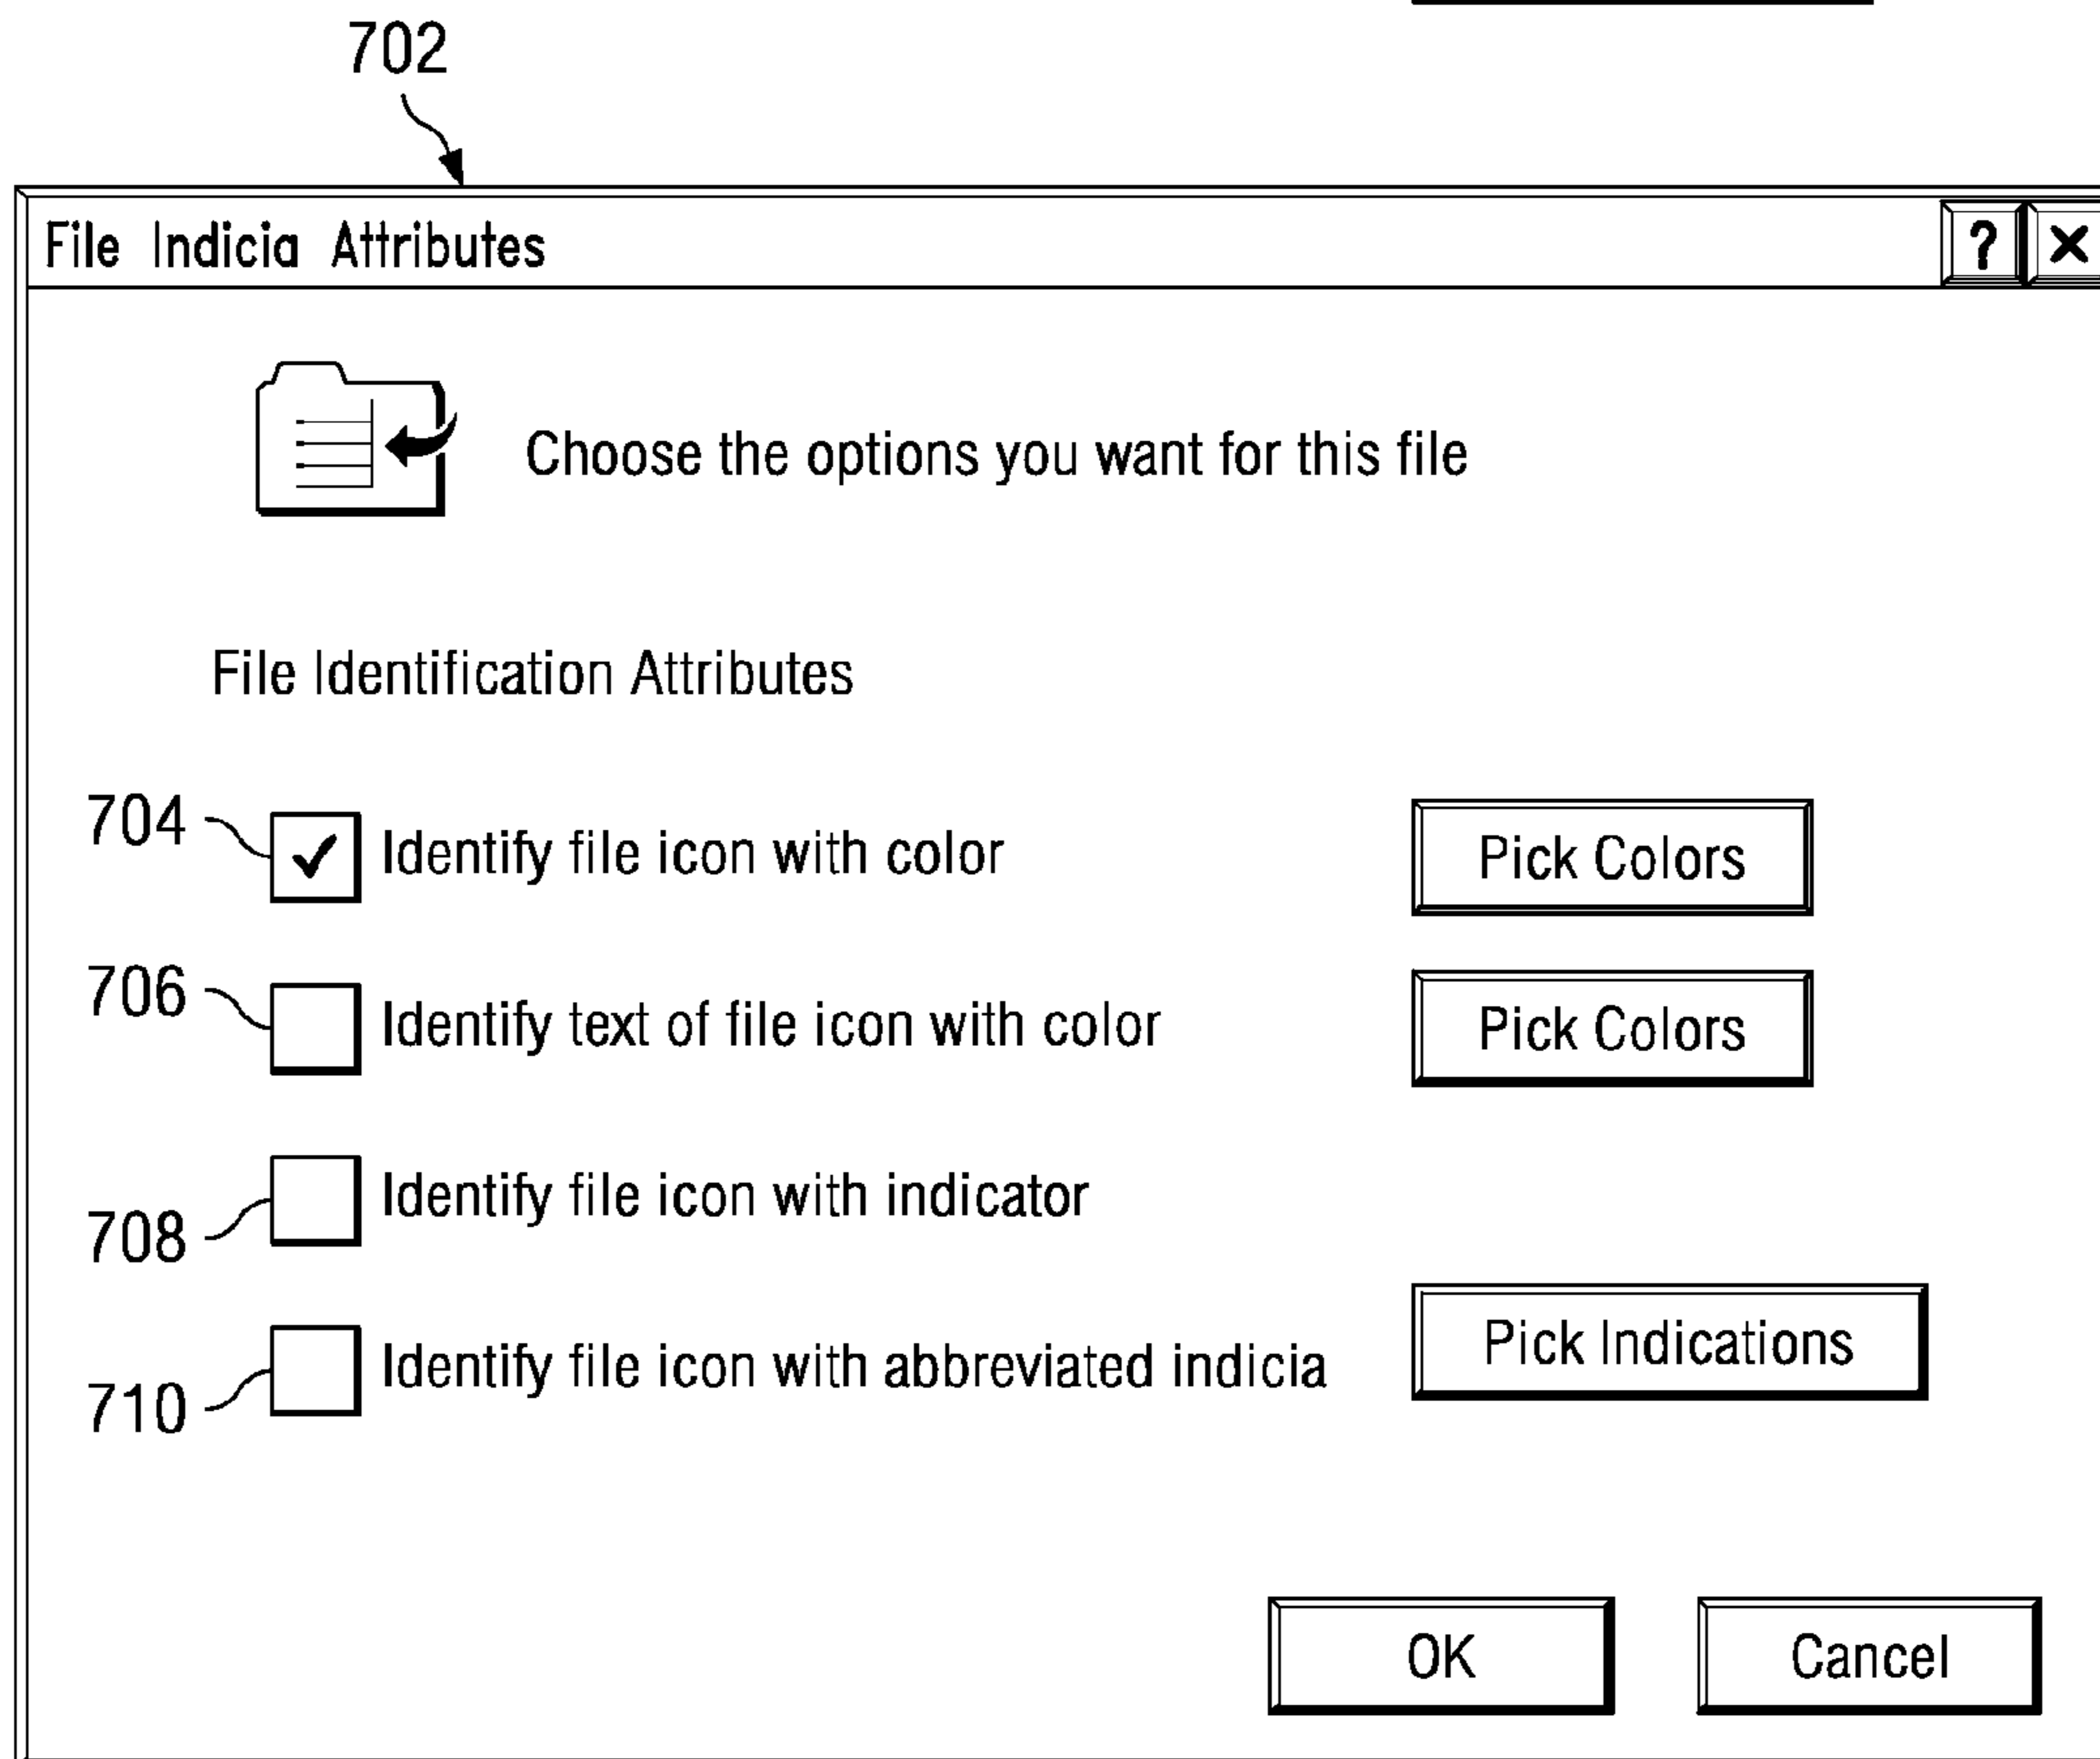 702
File Indicia Attributes ? ×
Choose the options you want for this file
File Identification Attributes
704 Identify file icon with color Pick Colors
706 Identify text of file icon with color Pick Colors
708 Identify file icon with indicator
710 Identify file icon with abbreviated indicia Pick Indications
OK Cancel